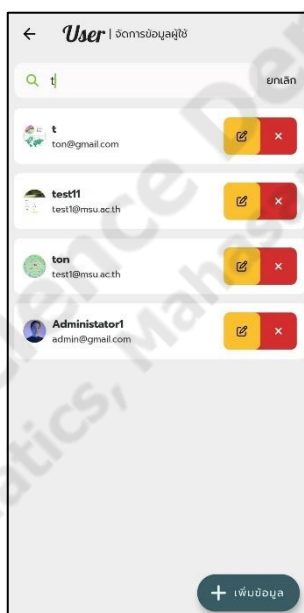 User | จัดการข้อมูลผู้ใช้
t
ยกเลิก
t
ton@gmail.com
test11
test1@msu.ac.th
ton
test1@msu.ac.th
Administator1
admin@gmail.com
เพิ่มข้อมูล